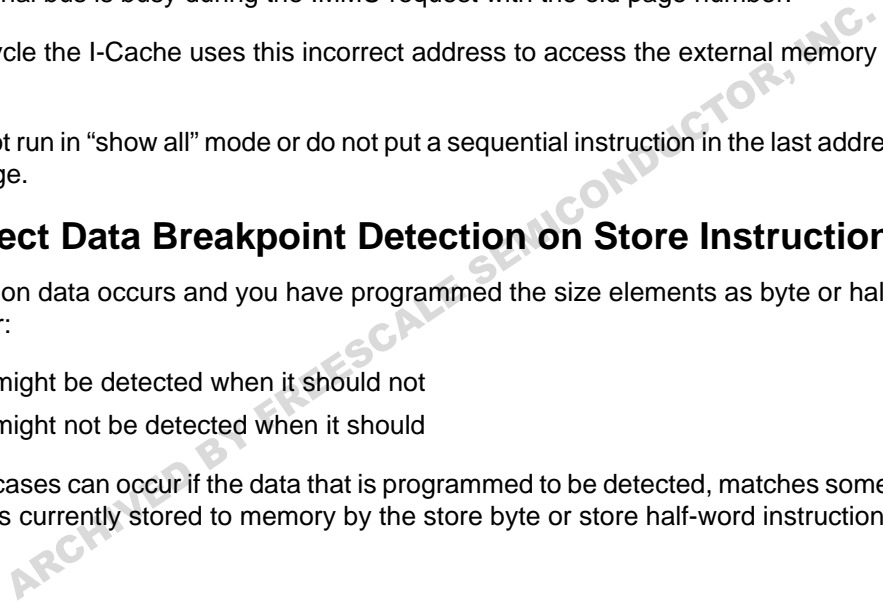 nal bus is busy during the IMMU request with the old page number.
cle the I-Cache uses this incorrect address to access the external memory
t run in “show all” mode or do not put a sequential instruction in the last addre
ge.
ect Data Breakpoint Detection on Store Instruction
on data occurs and you have programmed the size elements as byte or hal
r:
might be detected when it should not
might not be detected when it should
cases can occur if the data that is programmed to be detected, matches some
s currently stored to memory by the store byte or store half-word instruction
ARCHIVED BY FREESCALE SEMICONDUCTOR, INC.